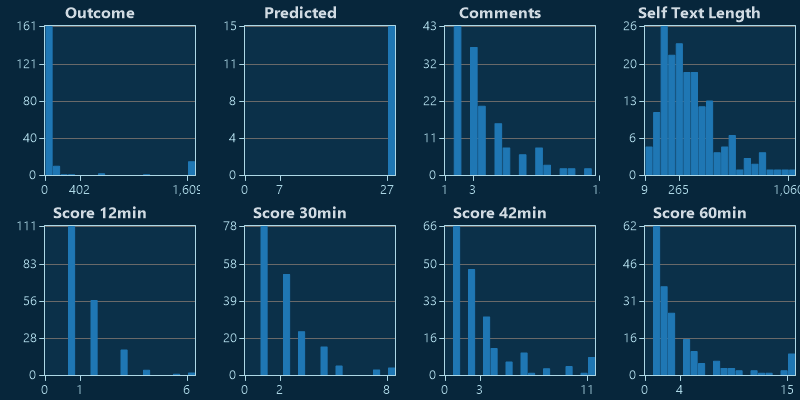 Outcome
161
121
80
40
0
0 402 1,609
Predicted
15
11
8
4
0
0 7 27
Comments
43
32
22
11
0
1 3 1
Self Text Length
26
20
13
6
0
9 265 1,060
Score 12min
111
83
56
28
0
0 1 6
Score 30min
78
58
39
20
0
0 2 8
Score 42min
66
50
33
16
0
0 3 11
Score 60min
62
46
31
16
0
0 4 15